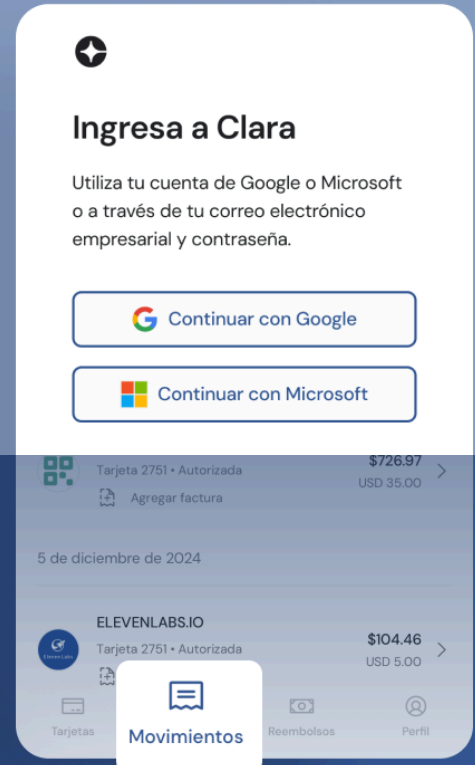 Ingresa a Clara
Utiliza tu cuenta de Google o Microsoft
o a través de tu correo electrónico
empresarial y contraseña.
Continuar con Google
Continuar con Microsoft
$726.97
Tarjeta 2751 • Autorizada
USD 35.00
Agregar factura
5 de diciembre de 2024
ELEVENLABS.IO
$104.46
Tarjeta 2751 • Autorizada
USD 5.00
Tarjetas
Movimientos
Reembolsos
Perfil